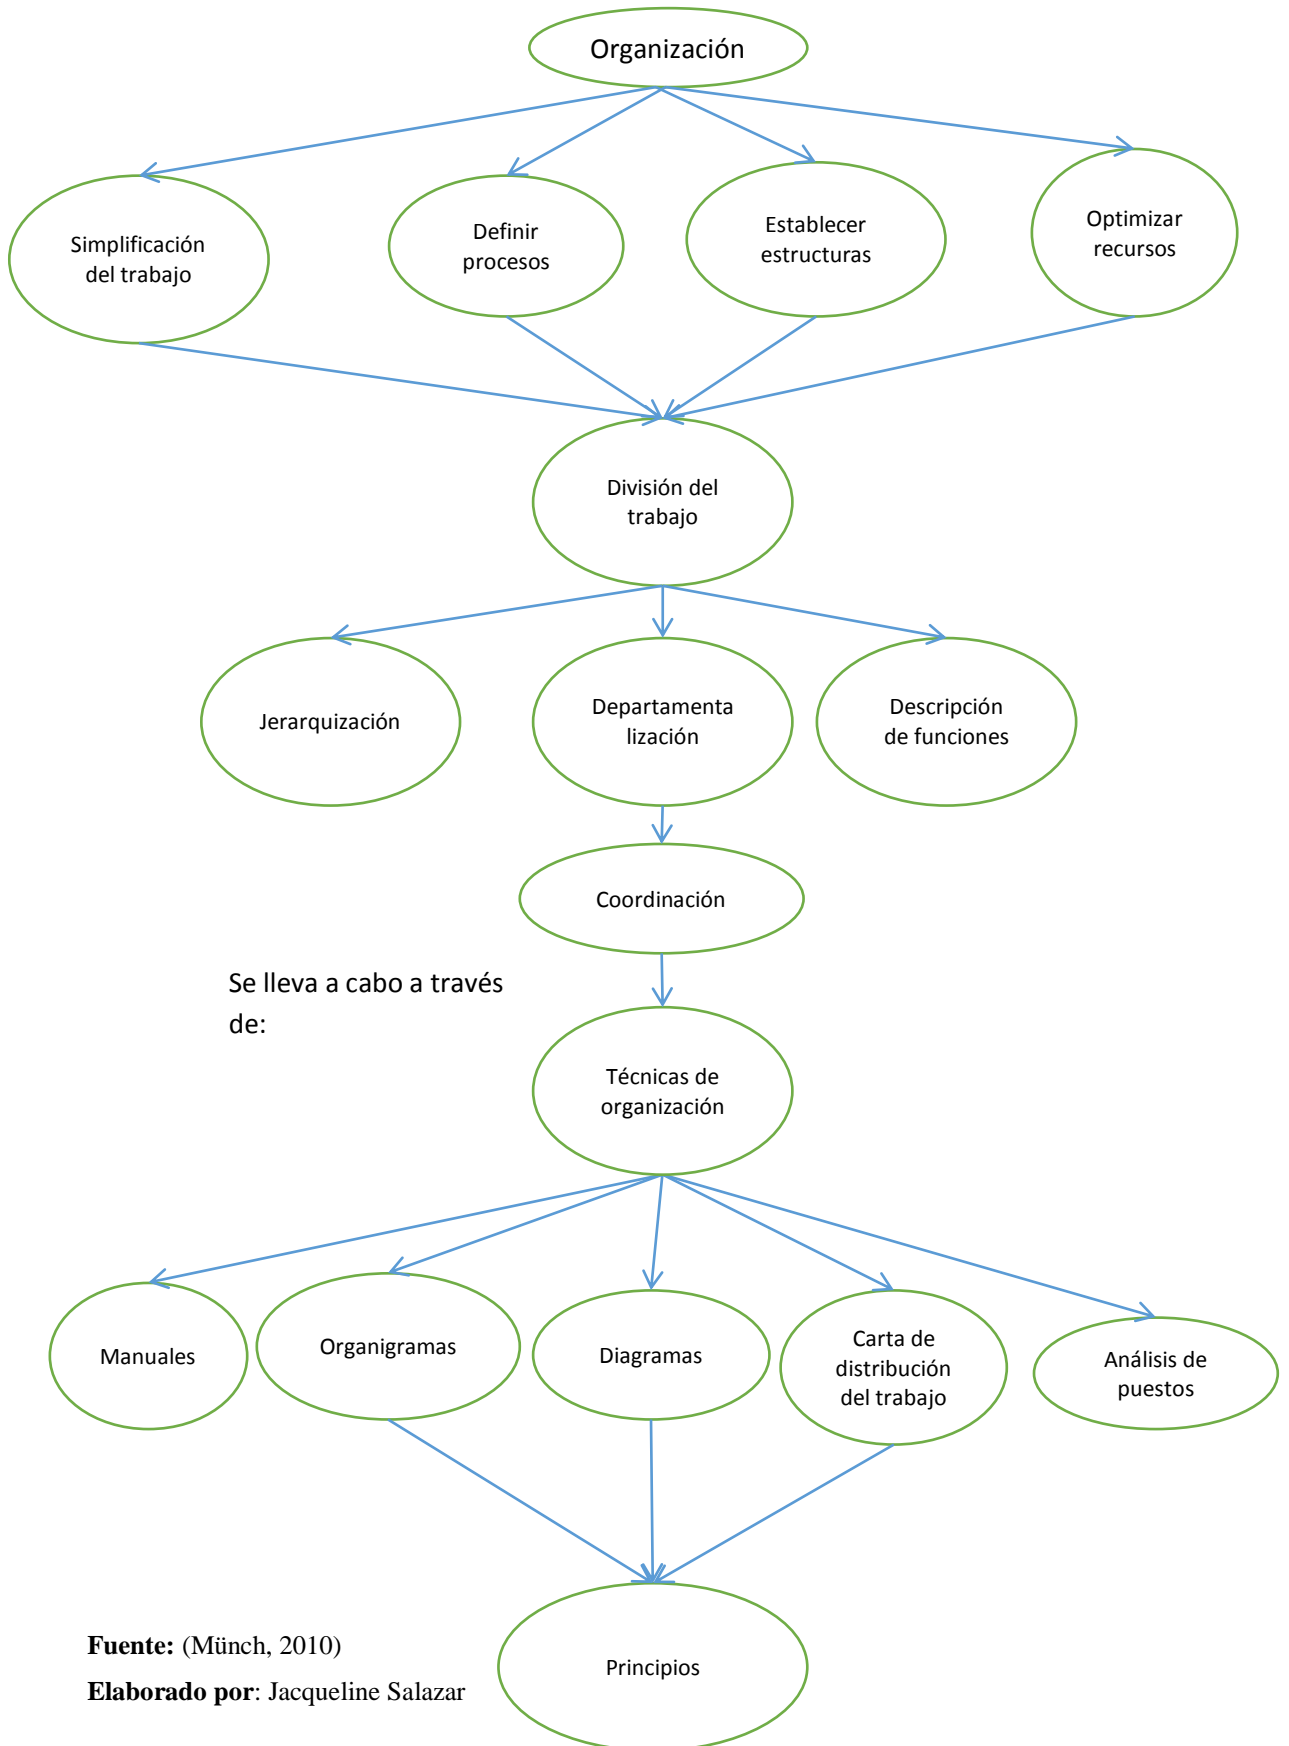 Organización
Simplificación
del trabajo
Definir
procesos
Establecer
estructuras
Optimizar
recursos
División del
trabajo
Jerarquización
Departamenta
lización
Descripción
de funciones
Coordinación
Se lleva a cabo a través
de:
Técnicas de
organización
Manuales
Organigramas
Diagramas
Carta de
distribución
del trabajo
Análisis de
puestos
Principios
Fuente: (Münch, 2010)
Elaborado por: Jacqueline Salazar